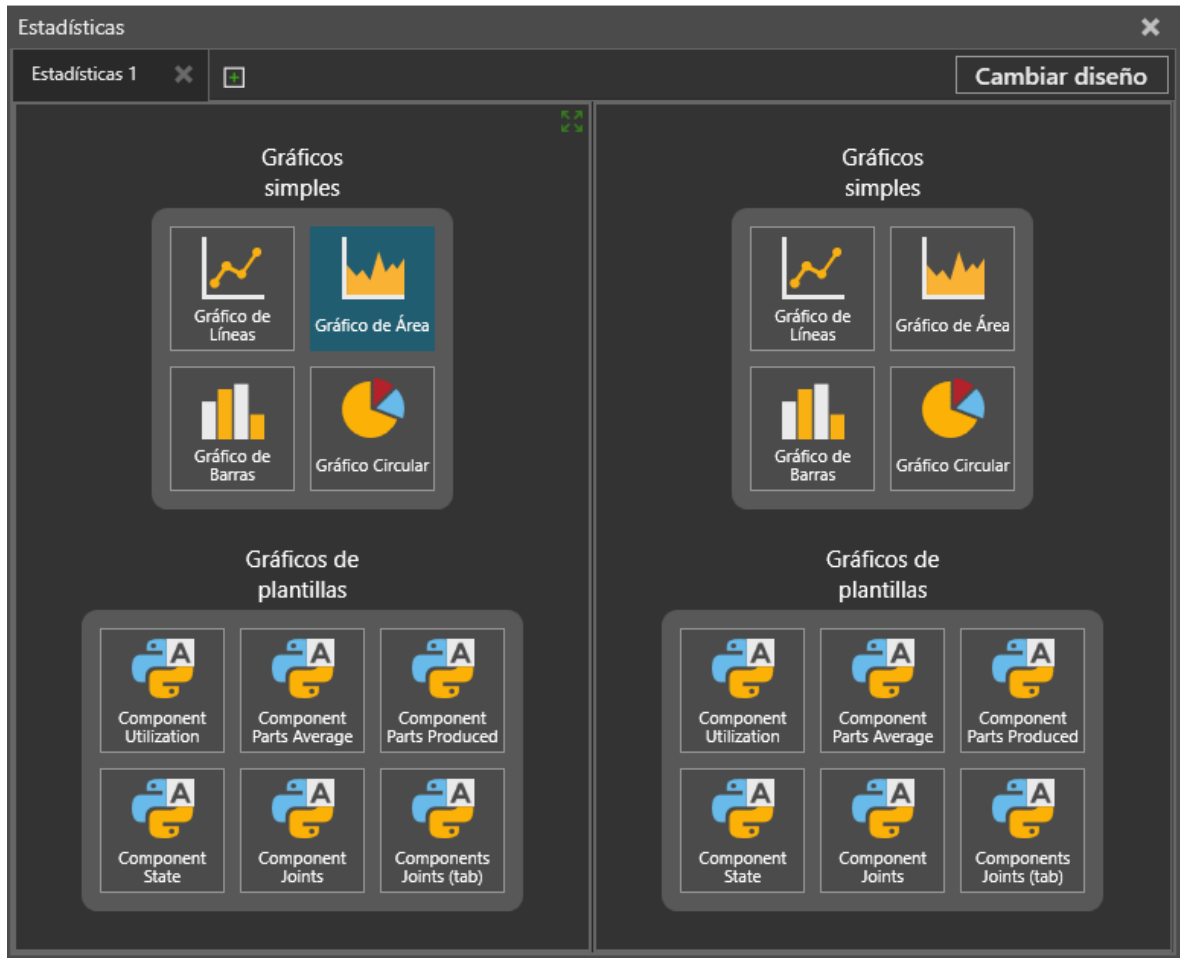 Estadísticas
Estadísticas 1
Cambiar diseño
Gráficos
simples
Gráfico de
Líneas
Gráfico de Área
Gráfico de
Barras
Gráfico Circular
Gráficos de
plantillas
A
Component
Utilization
A
Component
Parts Average
A
Component
Parts Produced
A
Component
State
A
Component
Joints
A
Components
Joints (tab)
Gráficos
simples
Gráfico de
Líneas
Gráfico de Área
Gráfico de
Barras
Gráfico Circular
Gráficos de
plantillas
A
Component
Utilization
A
Component
Parts Average
A
Component
Parts Produced
A
Component
State
A
Component
Joints
A
Components
Joints (tab)